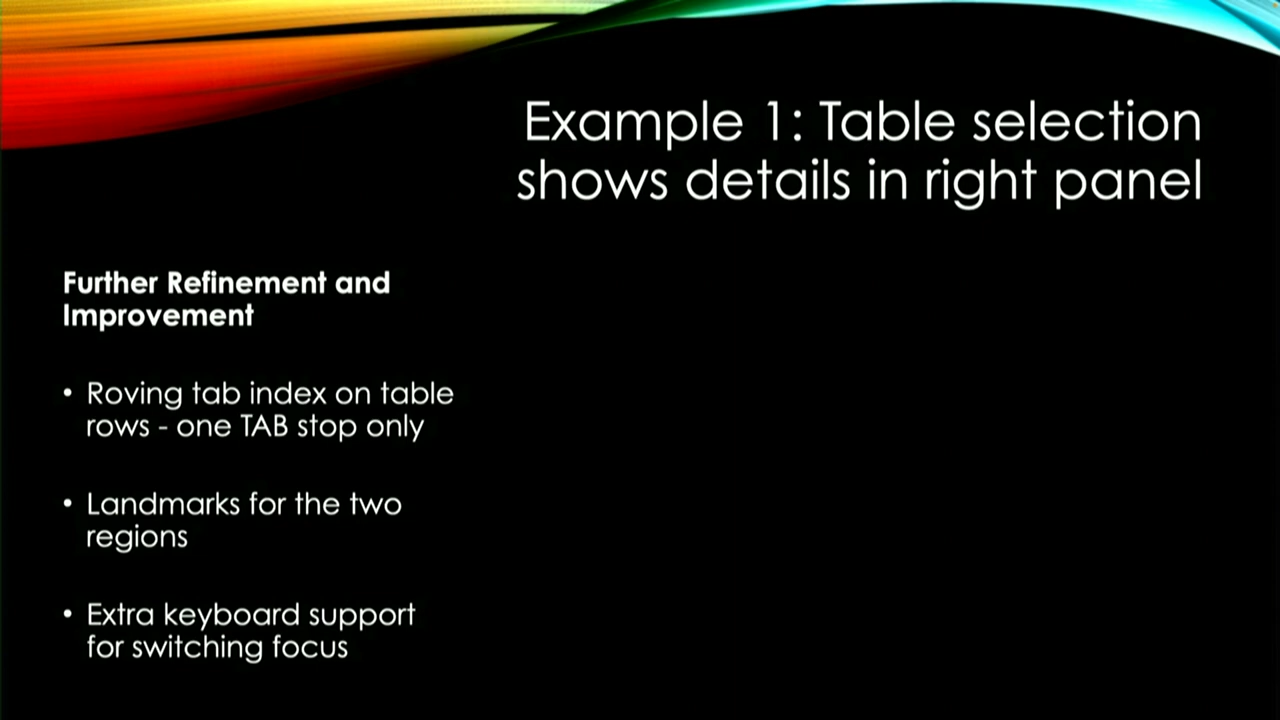 Example 1: Table selection
shows details in right panel
Further Refinement and
Improvement
• Roving tab index on table
rows - one TAB stop only
• Landmarks for the two
regions
• Extra keyboard support
for switching focus